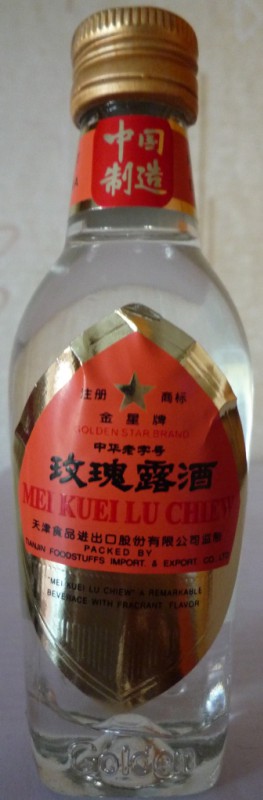 中国
制造
注册 商标
金星牌
GOLDEN STAR BRAND
中华老字号
玫瑰露酒
MEI KUEI LU CHIEW
天津食品进出口股份有限公司监制
PACKED BY
TIANJIN FOODSTUFFS IMPORT. & EXPORT. CO., LTD
"MEI KUEI LU CHIEW" A REMARKABLE
BEVERAGE WITH FRAGRANT FLAVOR
Golden